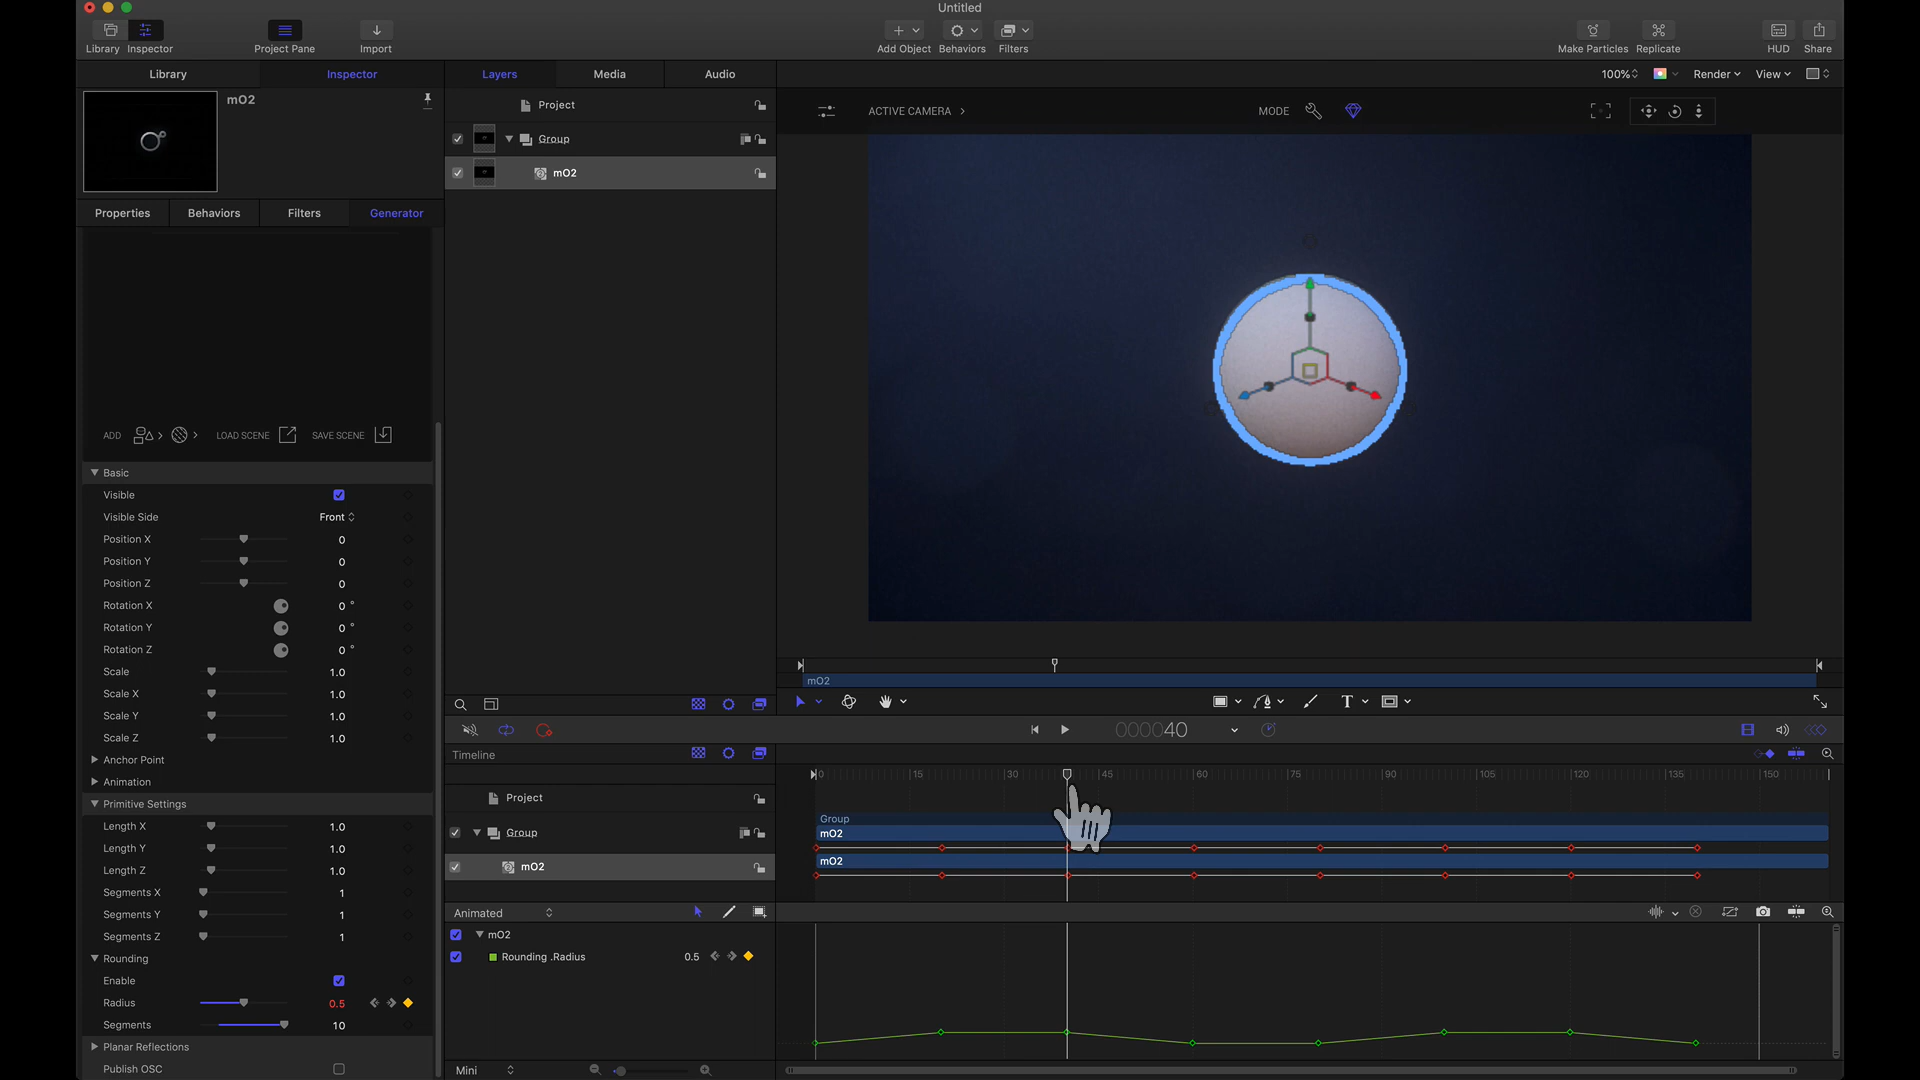 Untitled
Library
Inspector
Project Pane
Import
Add Object
Behaviors
Filters
Make Particles
Replicate
HUD
Share
Library
Inspector
Layers
Media
Audio
100%
Render
View
mO2
Project
ACTIVE CAMERA
MODE
Group
mO2
Properties
Behaviors
Filters
Generator
ADD
LOAD SCENE
SAVE SCENE
Basic
Visible
Visible Side Front
Position X 0
Position Y 0
Position Z 0
Rotation X 0 °
Rotation Y 0 °
Rotation Z 0 °
Scale 1.0
Scale X 1.0
Scale Y 1.0
Scale Z 1.0
Anchor Point
Animation
Primitive Settings
Length X 1.0
Length Y 1.0
Length Z 1.0
Segments X 1
Segments Y 1
Segments Z 1
Rounding
Enable
Radius 0.5
Segments 10
Planar Reflections
Publish OSC
mO2
T
000040
Timeline
0 15 30 45 60 75 90 105 120 135 150
Project
Group
Group
mO2
mO2
mO2
Animated
mO2
Rounding .Radius 0.5
Mini